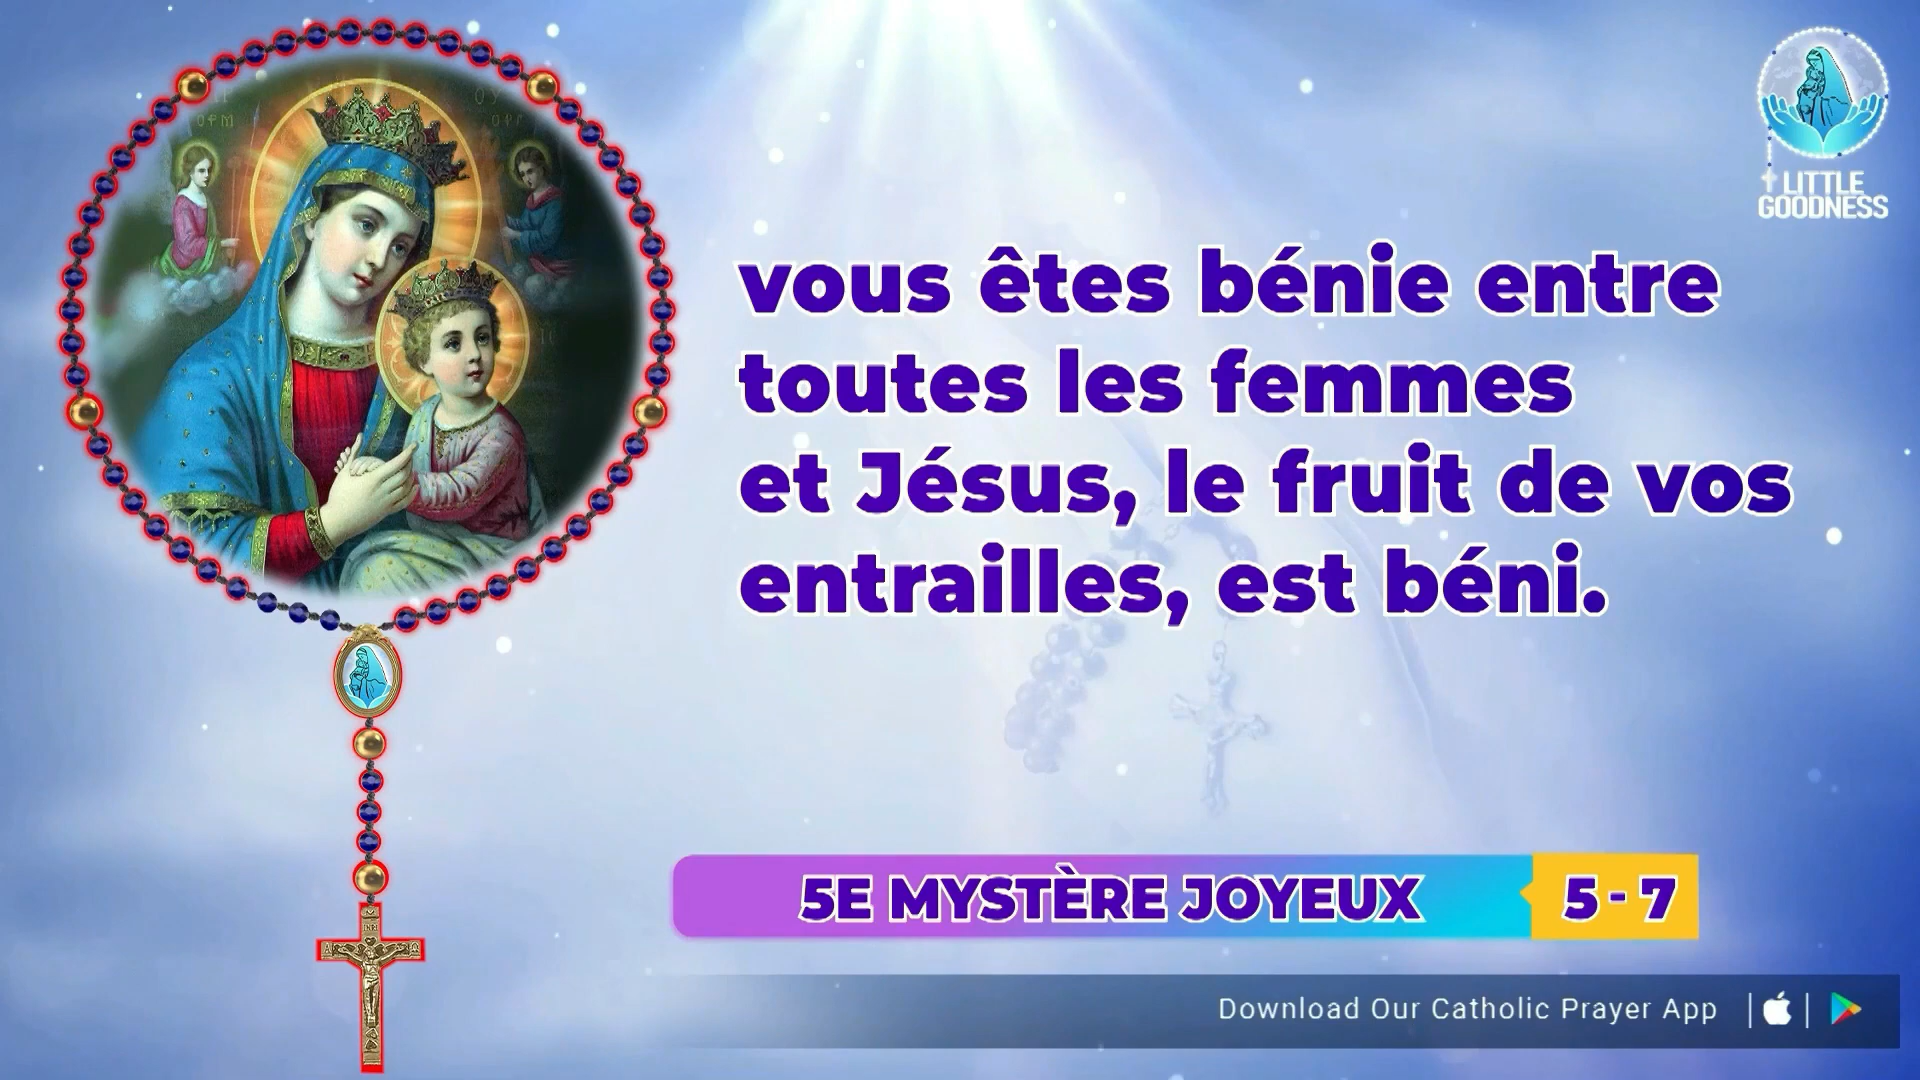 LITTLE
GOODNESS
vous êtes bénie entre
toutes les femmes
et Jésus, le fruit de vos
entrailles, est béni.
5E MYSTÈRE JOYEUX
5 - 7
Download Our Catholic Prayer App
INRI